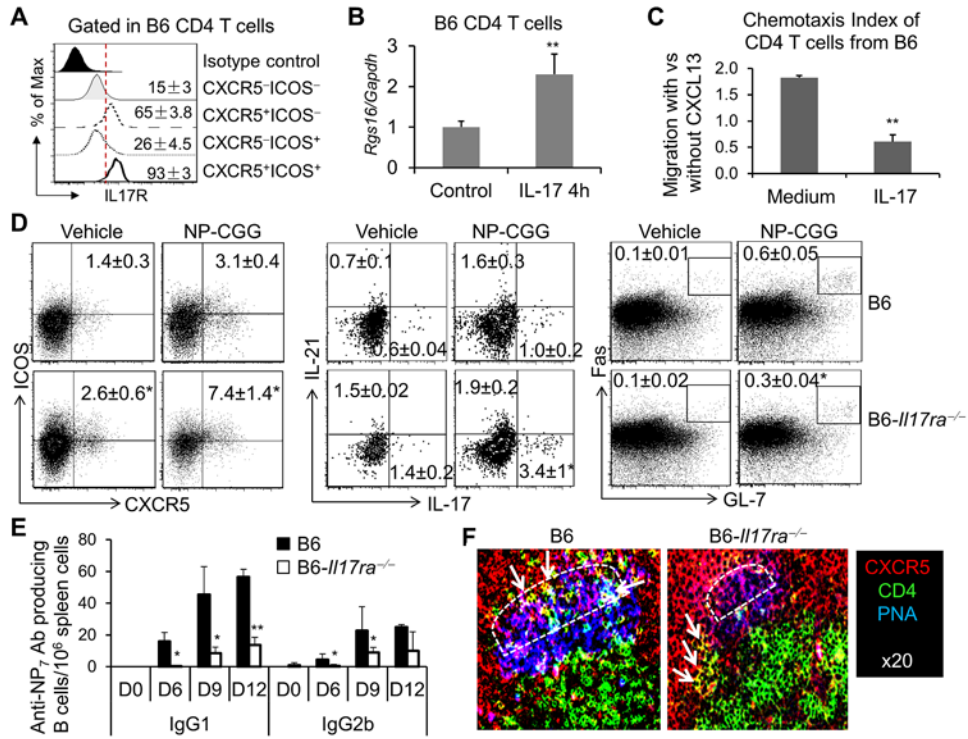 A
Gated in B6 CD4 T cells
% of Max
Isotype control
15±3 CXCR5⁻ICOS⁻
65±3.8 CXCR5⁺ICOS⁻
26±4.5 CXCR5⁻ICOS⁺
93±3 CXCR5⁺ICOS⁺
IL17R
B
B6 CD4 T cells
Rgs16/Gapdh
3
2
1
0
**
Control IL-17 4h
C
Chemotaxis Index of
CD4 T cells from B6
Migration with vs
without CXCL13
2.0
1.5
1.0
0.5
0.0
**
Medium IL-17
D
Vehicle NP-CGG
1.4±0.3 3.1±0.4
2.6±0.6* 7.4±1.4*
ICOS
CXCR5
Vehicle NP-CGG
0.7±0.1 1.6±0.3
0.6±0.04 1.0±0.2
1.5±0.02 1.9±0.2
1.4±0.2 3.4±1*
IL-21
IL-17
Vehicle NP-CGG
0.1±0.01 0.6±0.05
B6
0.1±0.02 0.3±0.04*
B6-Il17ra⁻/⁻
Fas
GL-7
E
Anti-NP₇ Ab producing
B cells/10⁶ spleen cells
80
60
40
20
0
B6
B6-Il17ra⁻/⁻
* * ** * *
D0 D6 D9 D12 D0 D6 D9 D12
IgG1 IgG2b
F
B6 B6-Il17ra⁻/⁻
CXCR5
CD4
PNA
x20